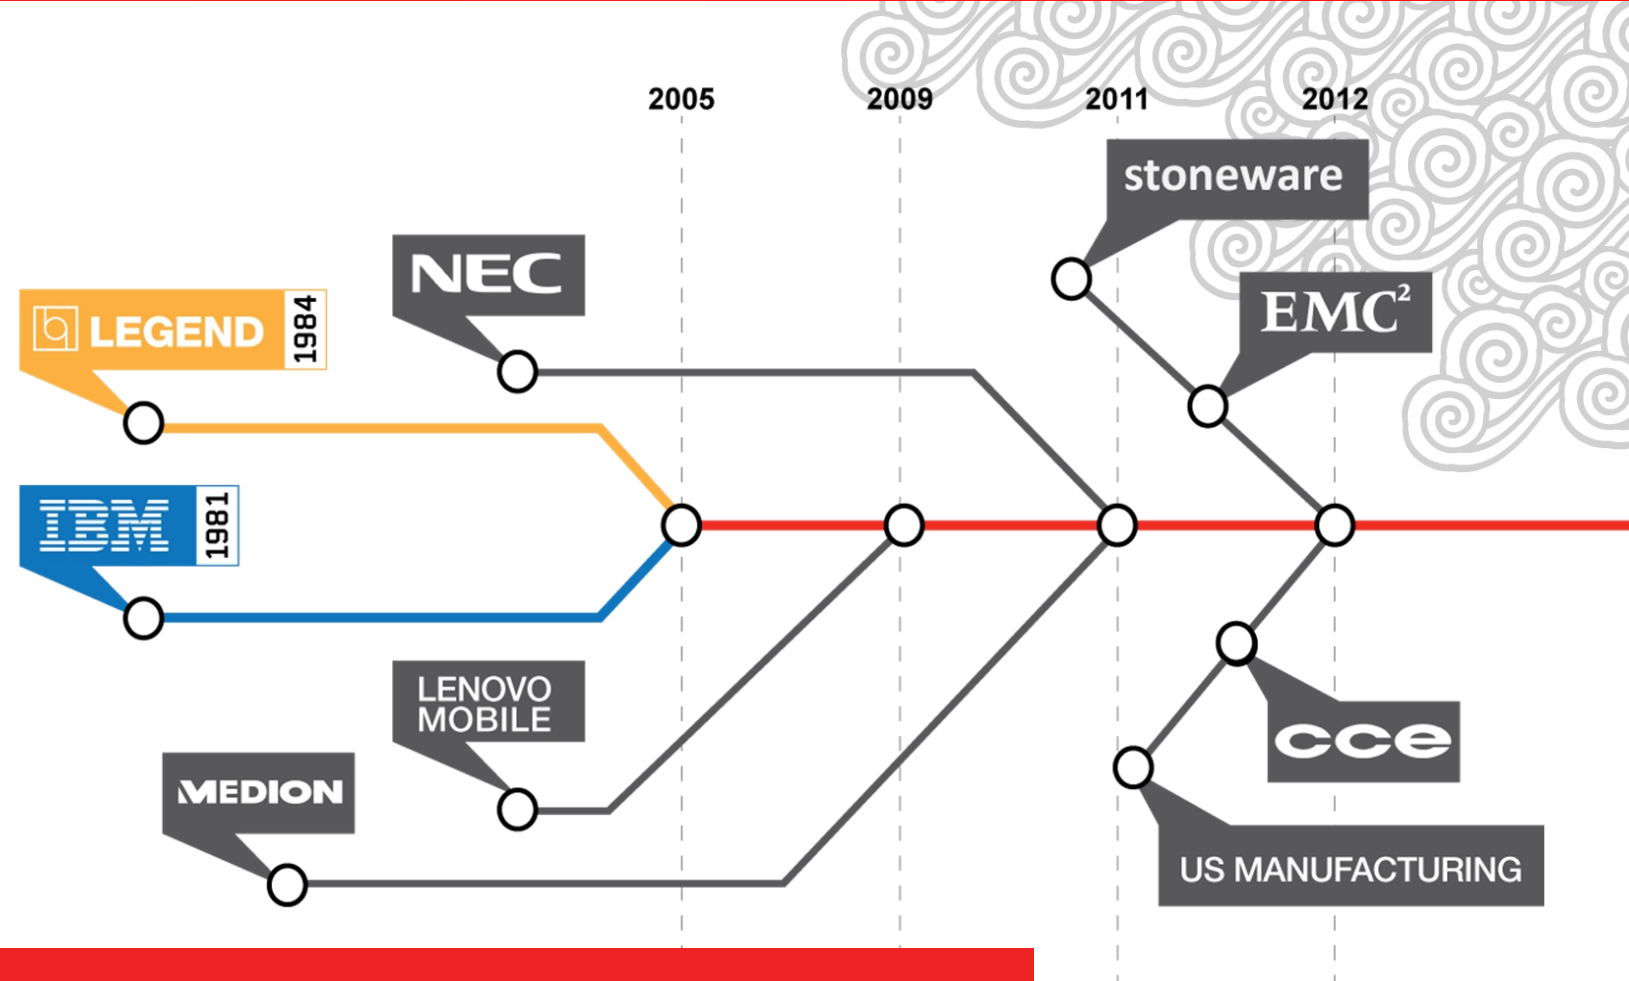 2005
2009
2011
2012
stoneware
NEC
EMC²
LEGEND
1984
IBM
1981
LENOVO
MOBILE
MEDION
cce
US MANUFACTURING